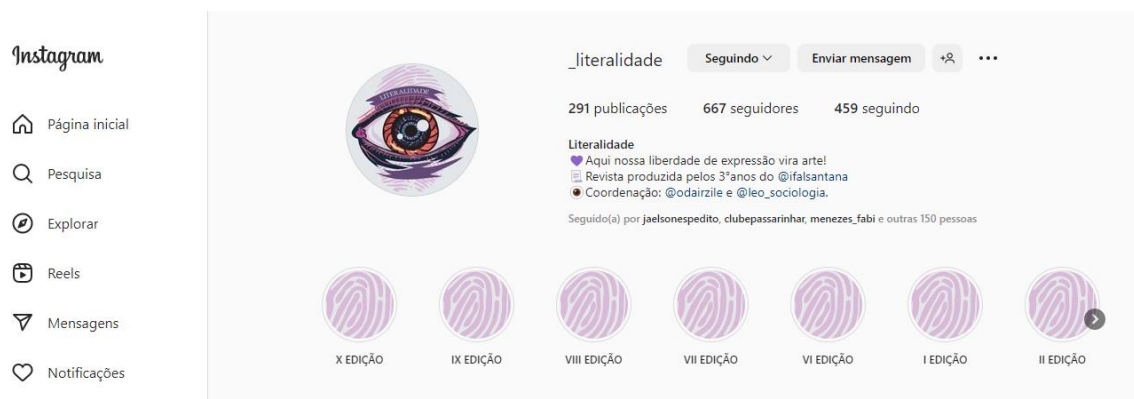 Instagram
Página inicial
Pesquisa
Explorar
Reels
Mensagens
Notificações
LITERALIDADE
_literalidade Seguindo Enviar mensagem
291 publicações 667 seguidores 459 seguindo
Literalidade
💜 Aqui nossa liberdade de expressão vira arte!
📃 Revista produzida pelos 3°anos do @ifalsantana
👁 Coordenação: @odairzile e @leo_sociologia.
Seguido(a) por jaelsonespedito, clubepassarinhar, menezes_fabi e outras 150 pessoas
X EDIÇÃO IX EDIÇÃO VIII EDIÇÃO VII EDIÇÃO VI EDIÇÃO I EDIÇÃO II EDIÇÃO